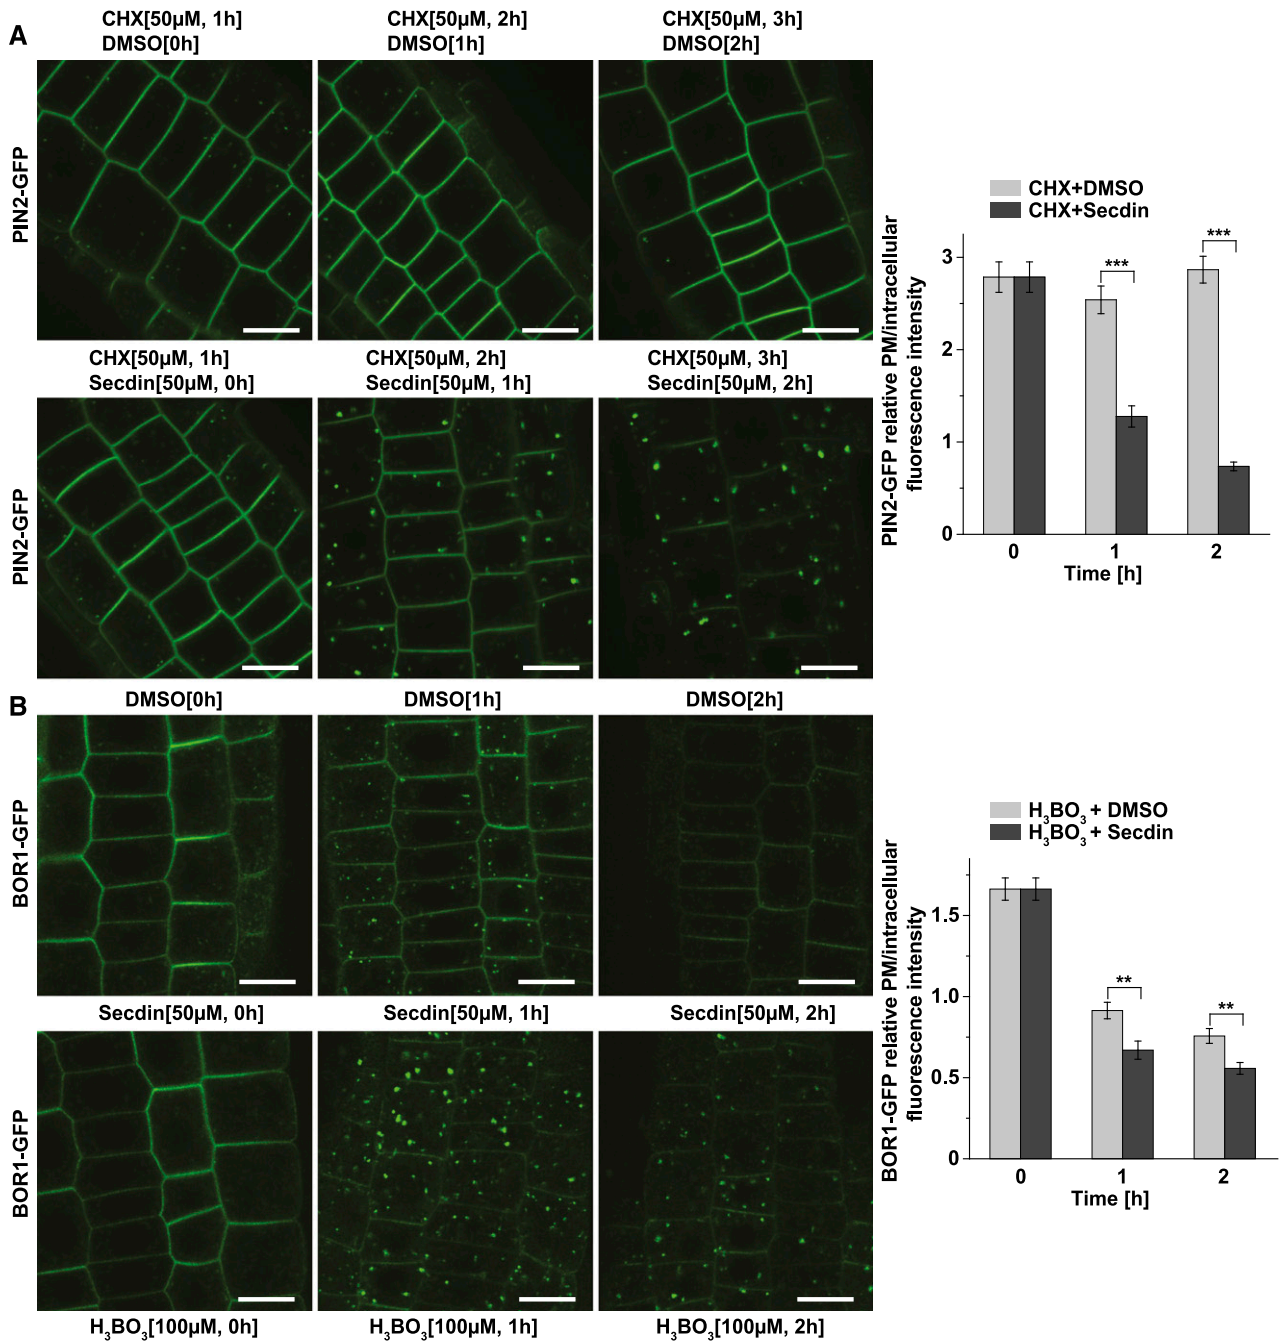 A
CHX[50µM, 1h]
DMSO[0h]
CHX[50µM, 2h]
DMSO[1h]
CHX[50µM, 3h]
DMSO[2h]
PIN2-GFP
CHX[50µM, 1h]
Secdin[50µM, 0h]
CHX[50µM, 2h]
Secdin[50µM, 1h]
CHX[50µM, 3h]
Secdin[50µM, 2h]
PIN2-GFP
CHX+DMSO
CHX+Secdin
PIN2-GFP relative PM/intracellular
fluorescence intensity
3
2
1
0
***
***
0 1 2
Time [h]
B
DMSO[0h]
DMSO[1h]
DMSO[2h]
BOR1-GFP
Secdin[50µM, 0h]
Secdin[50µM, 1h]
Secdin[50µM, 2h]
BOR1-GFP
H₃BO₃[100µM, 0h]
H₃BO₃[100µM, 1h]
H₃BO₃[100µM, 2h]
H₃BO₃ + DMSO
H₃BO₃ + Secdin
BOR1-GFP relative PM/intracellular
fluorescence intensity
1.5
1.0
0.5
0
**
**
0 1 2
Time [h]